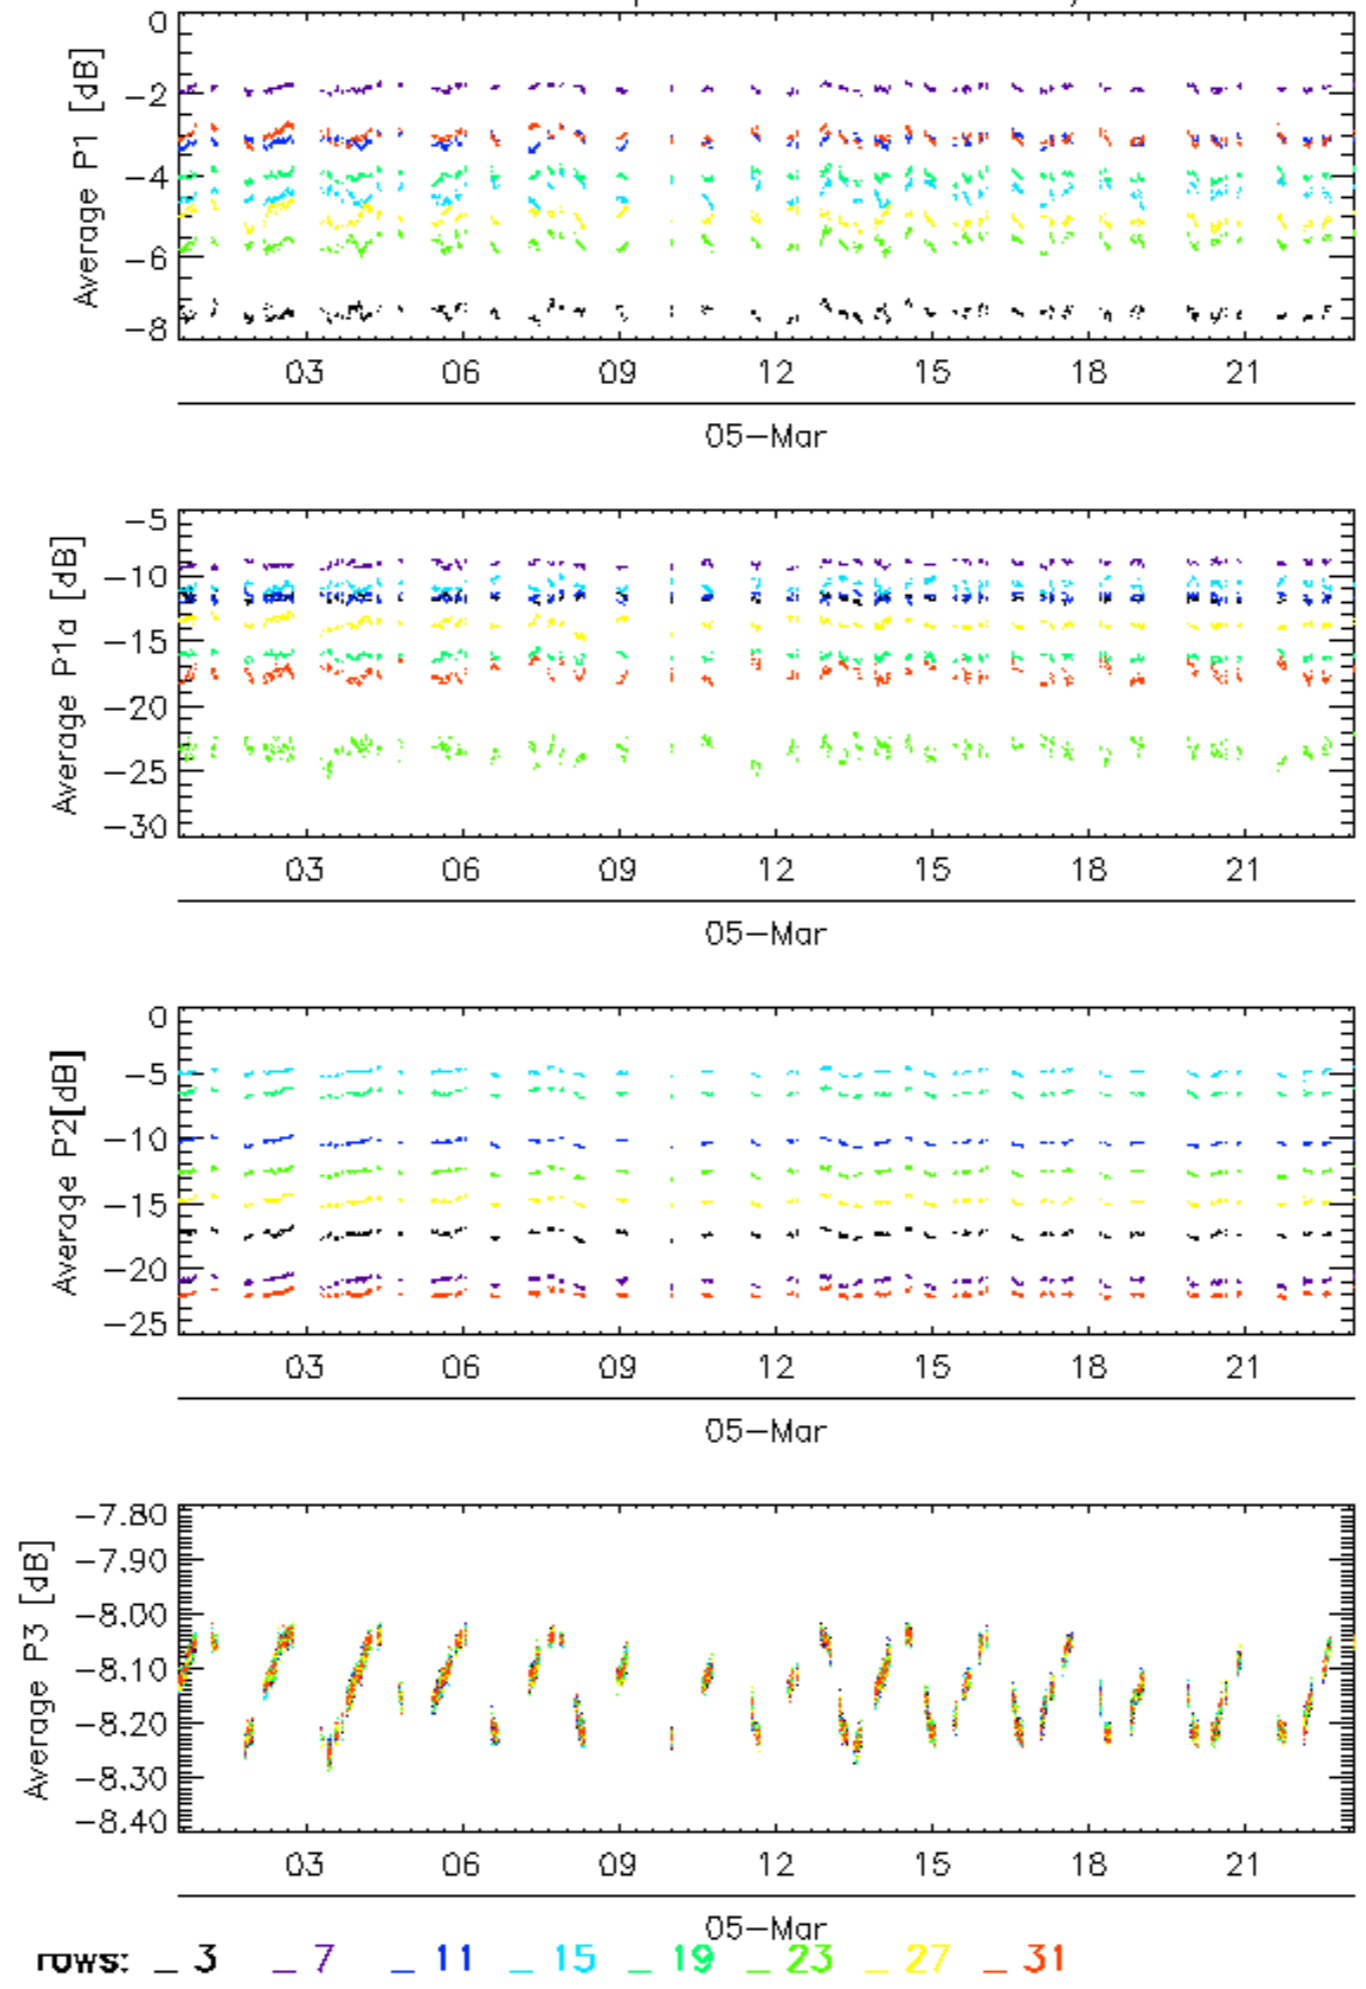 0
-2
-4
-6
-8
Average P1 [dB]
03 06 09 12 15 18 21
05-Mar
-5
-10
-15
-20
-25
-30
Average P1a [dB]
03 06 09 12 15 18 21
05-Mar
0
-5
-10
-15
-20
-25
Average P2[dB]
03 06 09 12 15 18 21
05-Mar
-7.80
-7.90
-8.00
-8.10
-8.20
-8.30
-8.40
Average P3 [dB]
03 06 09 12 15 18 21
05-Mar
rows: _ 3 _ 7 _ 11 _ 15 _ 19 _ 23 _ 27 _ 31